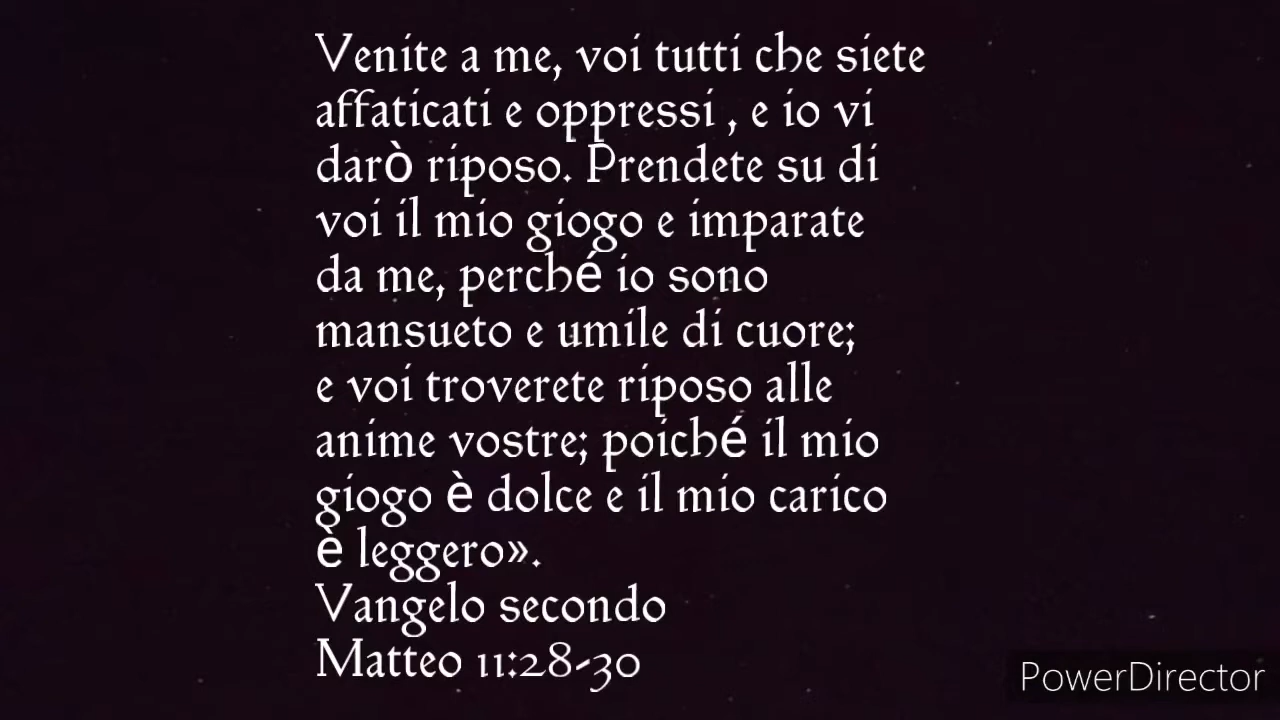 Venite a me, voi tutti che siete
affaticati e oppressi , e io vi
darò riposo. Prendete su di
voi il mio giogo e imparate
da me, perché io sono
mansueto e umile di cuore;
e voi troverete riposo alle
anime vostre; poiché il mio
giogo è dolce e il mio carico
è leggero».
Vangelo secondo
Matteo 11:28-30
PowerDirector